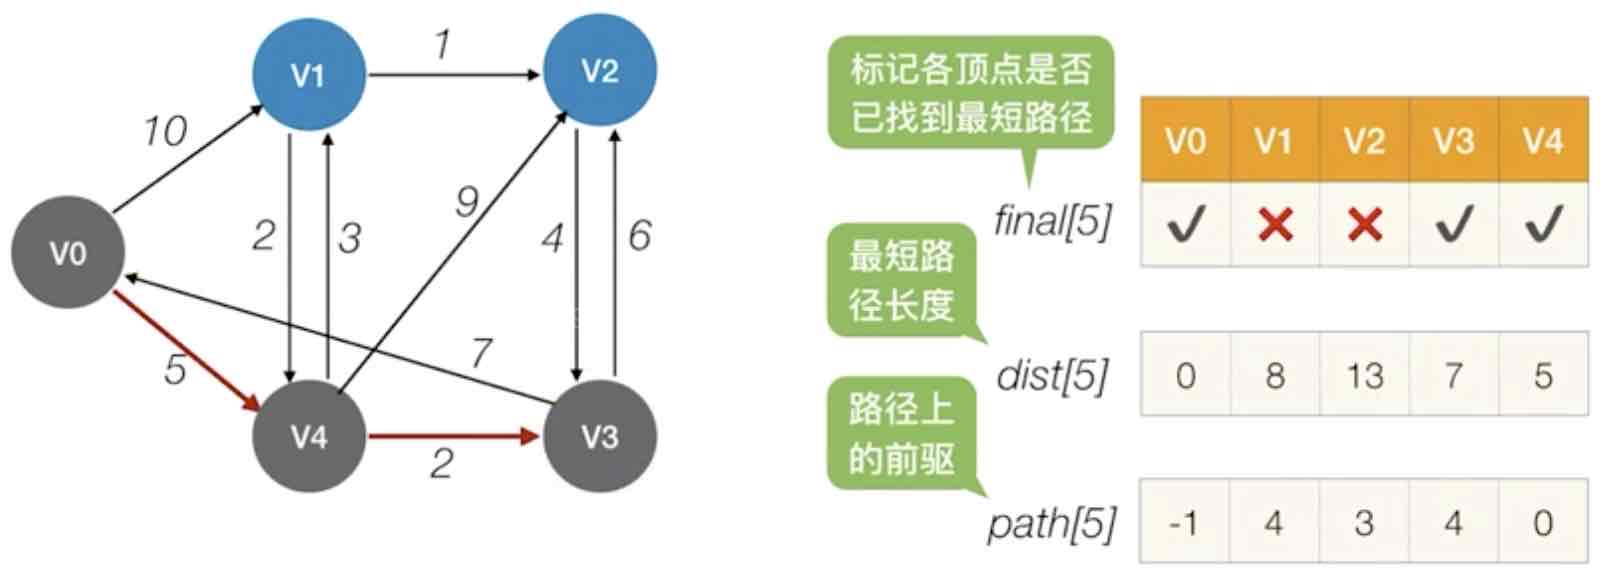 V1
1
V2
10
V0
2
3
9
4
6
5
7
V4
2
V3
标记各顶点是否
已找到最短路径
V0 V1 V2 V3 V4
final[5] ✓ ✗ ✗ ✓ ✓
最短路
径长度
dist[5] 0 8 13 7 5
路径上
的前驱
path[5] -1 4 3 4 0